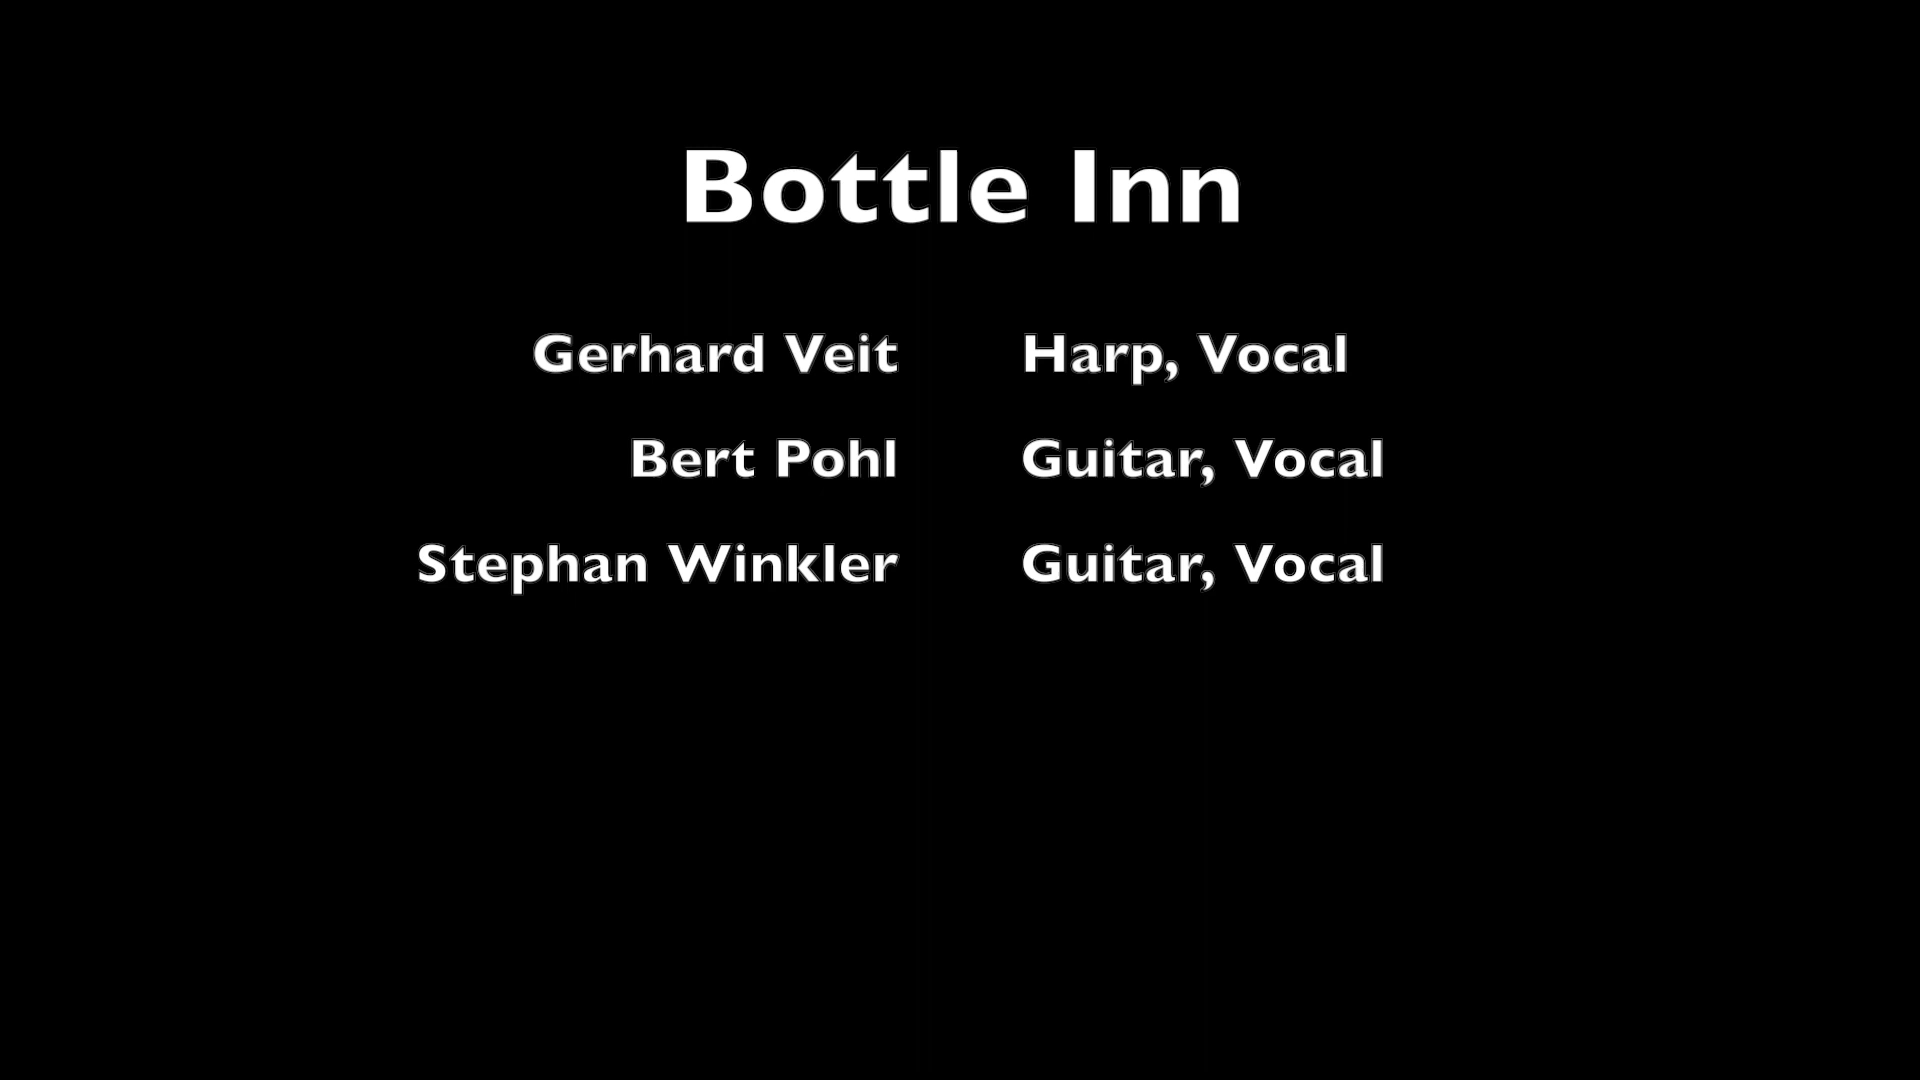 Bottle Inn
Gerhard Veit Harp, Vocal
Bert Pohl Guitar, Vocal
Stephan Winkler Guitar, Vocal